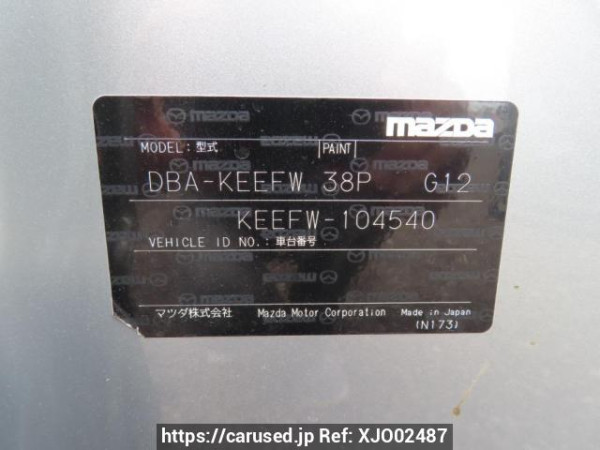 mazda
MODEL: 型式 PAINT
DBA-KEEFW 38P G12
KEEFW-104540
VEHICLE ID NO.: 車台番号
マツダ株式会社 Mazda Motor Corporation Made in Japan
(N173)
https://carused.jp Ref: XJO02487